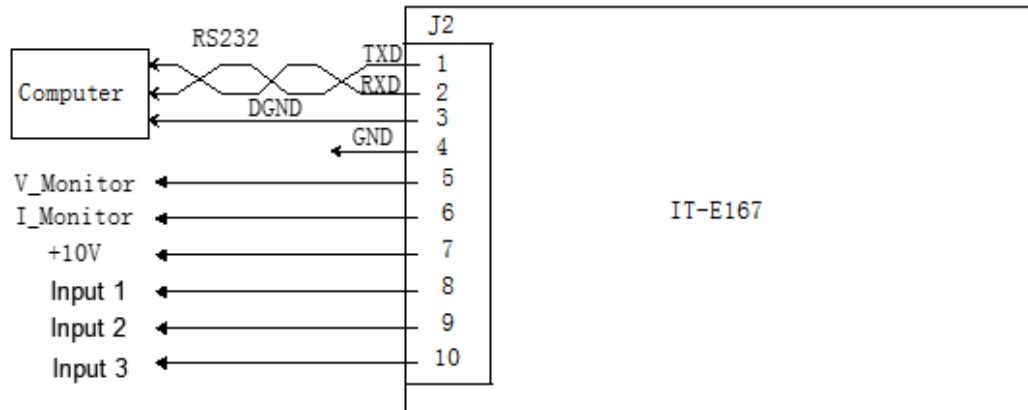 J2
RS232
TXD
1
Computer
RXD
2
DGND
3
GND
4
V_Monitor
5
I_Monitor
6
IT-E167
+10V
7
Input 1
8
Input 2
9
Input 3
10